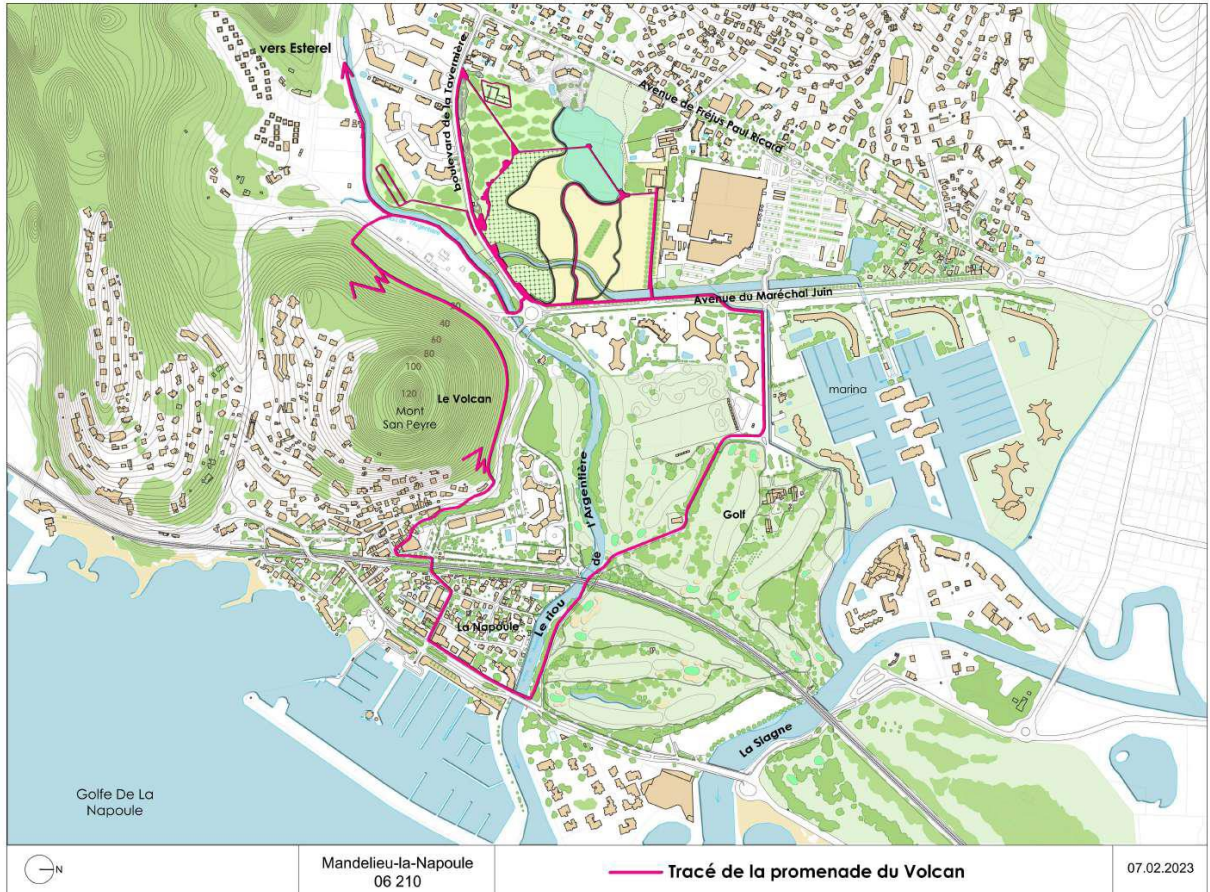 vers Esterel
boulevard de la Tavernière
Avenue de Fréjus Paul Ricard
Avenue du Maréchal Juin
20
40
60
80
100
120
Le Volcan
Mont
San Peyre
marina
Le riou de l'Argentière
Golf
La Napoule
La Siagne
Golfe De La
Napoule
N
Mandelieu-la-Napoule
06 210
Tracé de la promenade du Volcan
07.02.2023